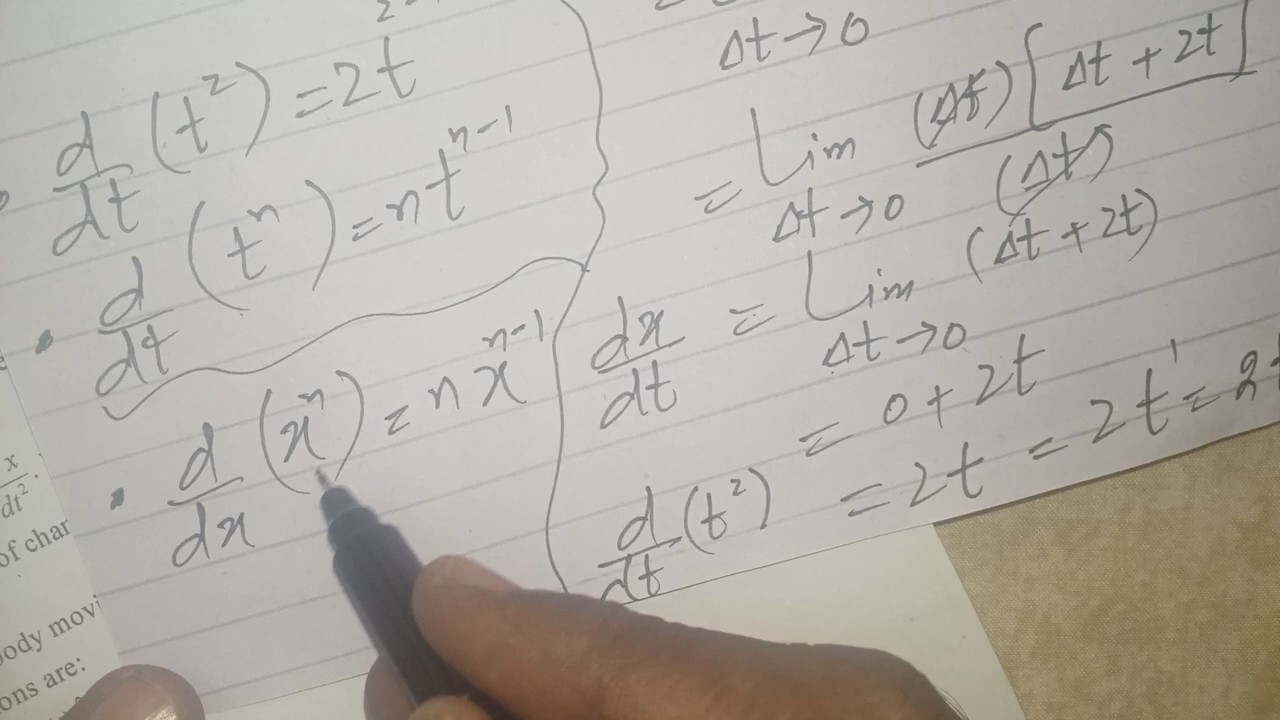 d/dt (t²) = 2t
d/dt (tⁿ) = n tⁿ⁻¹
d/dx (xⁿ) = n xⁿ⁻¹
Δt → 0
= Lim Δt → 0 (Δt) [Δt + 2t] / (Δt)
dx/dt = Lim Δt → 0 (Δt + 2t)
= 0 + 2t
d/dt (t²) = 2t = 2t¹ = 2t
x
dt².
of char
ons are: